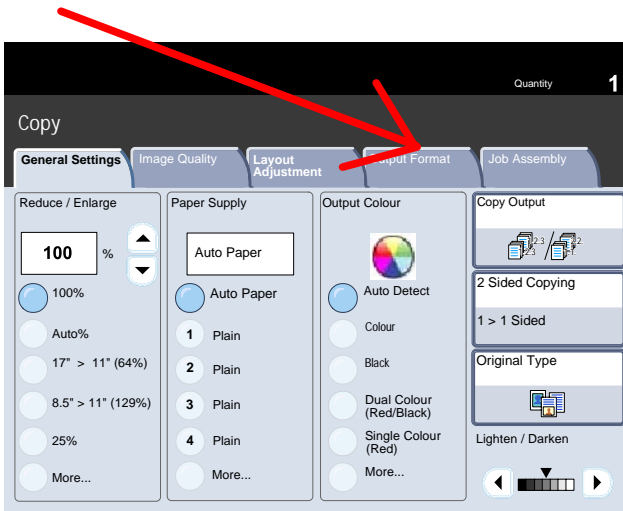 Quantity 1
Copy
General Settings
Image Quality
Layout
Adjustment
Output Format
Job Assembly
Reduce / Enlarge
100 %
100%
Auto%
17" > 11" (64%)
8.5" > 11" (129%)
25%
More...
Paper Supply
Auto Paper
Auto Paper
1 Plain
2 Plain
3 Plain
4 Plain
More...
Output Colour
Auto Detect
Colour
Black
Dual Colour
(Red/Black)
Single Colour
(Red)
More...
Copy Output
2 Sided Copying
1 > 1 Sided
Original Type
Lighten / Darken